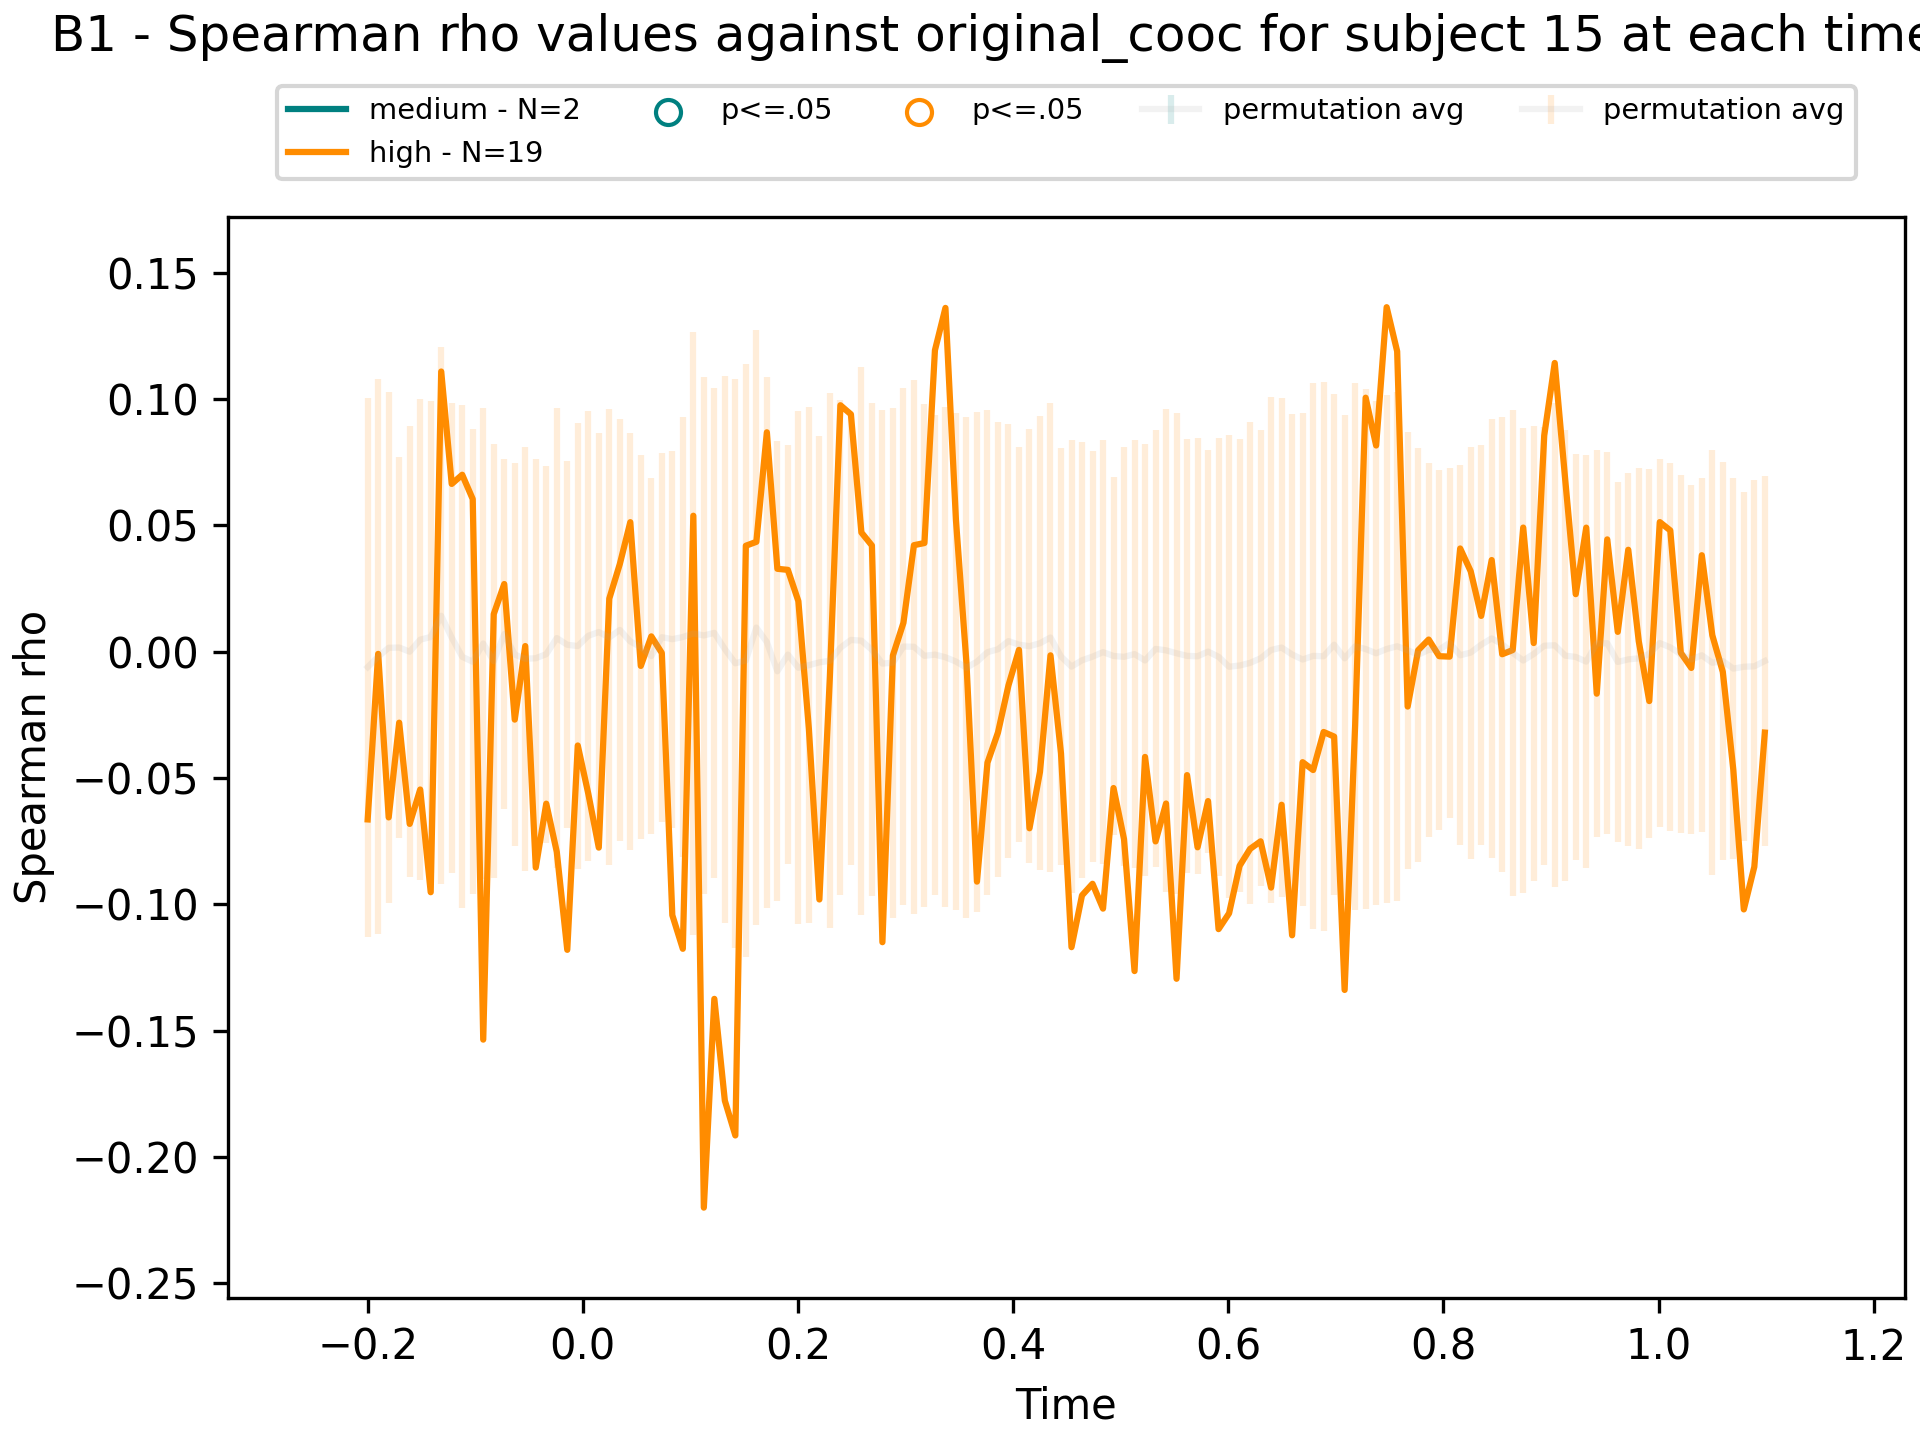 B1 - Spearman rho values against original_cooc for subject 15 at each time
medium - N=2
high - N=19
p<=.05
p<=.05
permutation avg
permutation avg
Spearman rho
0.15
0.10
0.05
0.00
−0.05
−0.10
−0.15
−0.20
−0.25
−0.2 0.0 0.2 0.4 0.6 0.8 1.0 1.2
Time